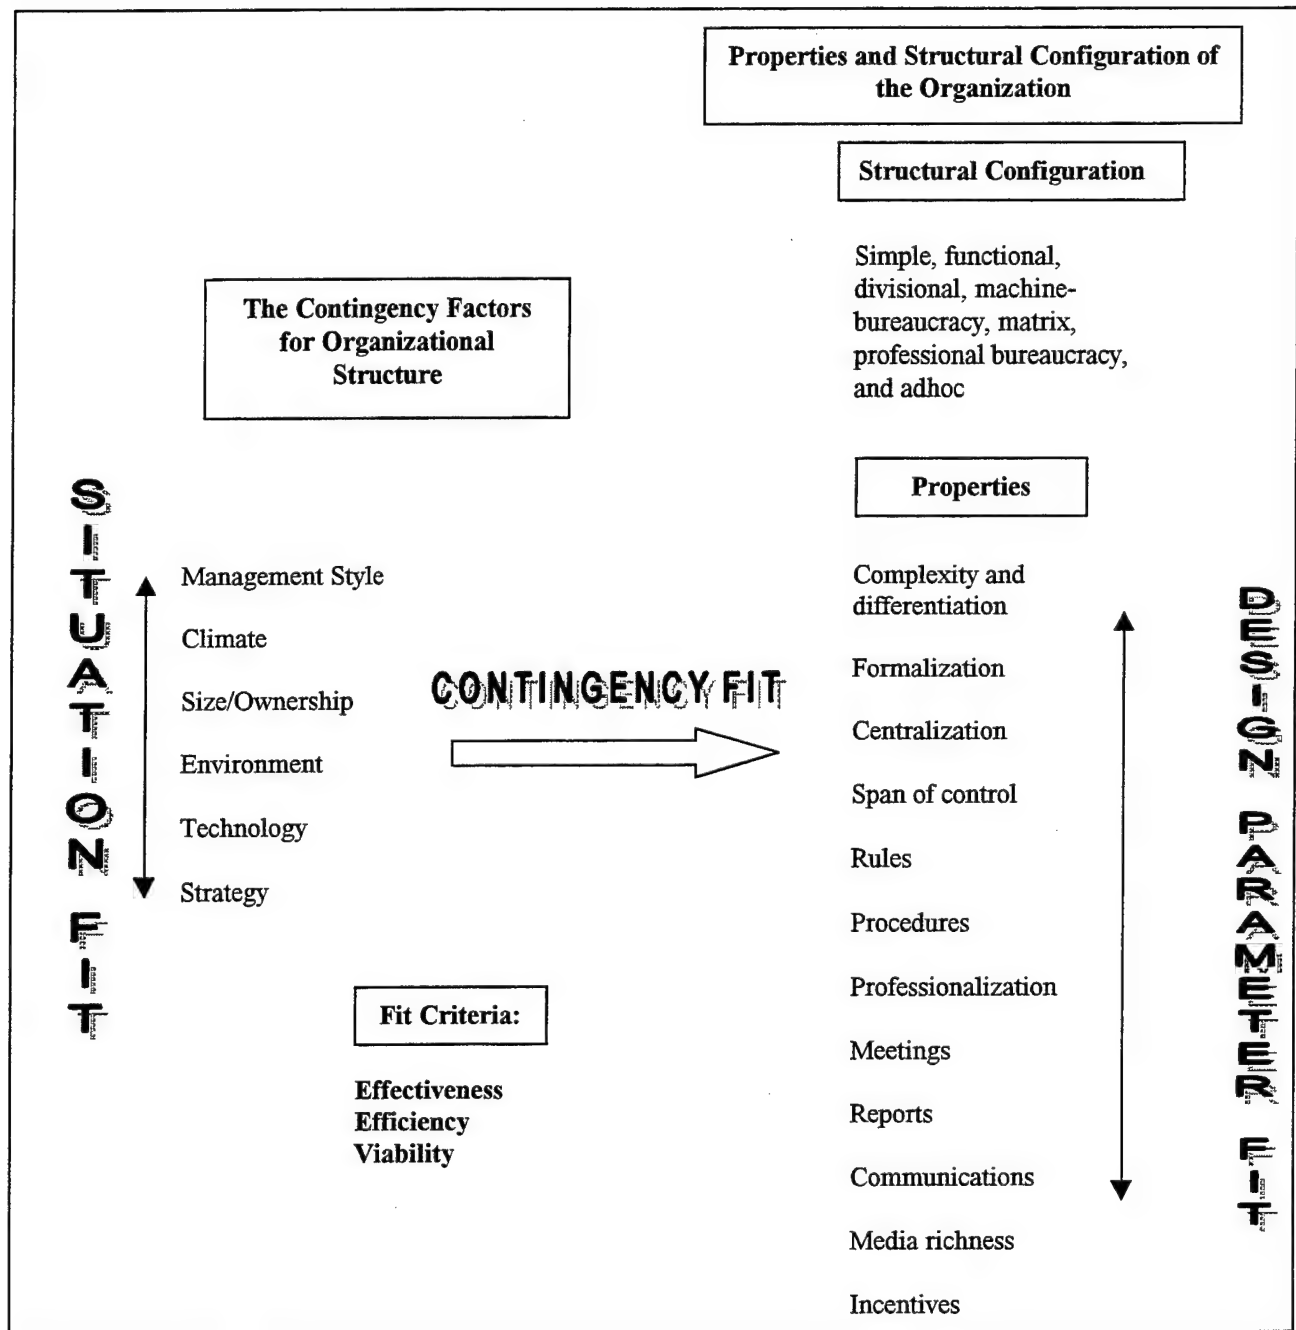 Properties and Structural Configuration of
the Organization
Structural Configuration
Simple, functional,
divisional, machine-
bureaucracy, matrix,
professional bureaucracy,
and adhoc
The Contingency Factors
for Organizational
Structure
SITUATION FIT
Management Style
Climate
Size/Ownership
Environment
Technology
Strategy
CONTINGENCY FIT
Fit Criteria:
Effectiveness
Efficiency
Viability
Properties
Complexity and
differentiation
Formalization
Centralization
Span of control
Rules
Procedures
Professionalization
Meetings
Reports
Communications
Media richness
Incentives
DESIGN PARAMETER FIT